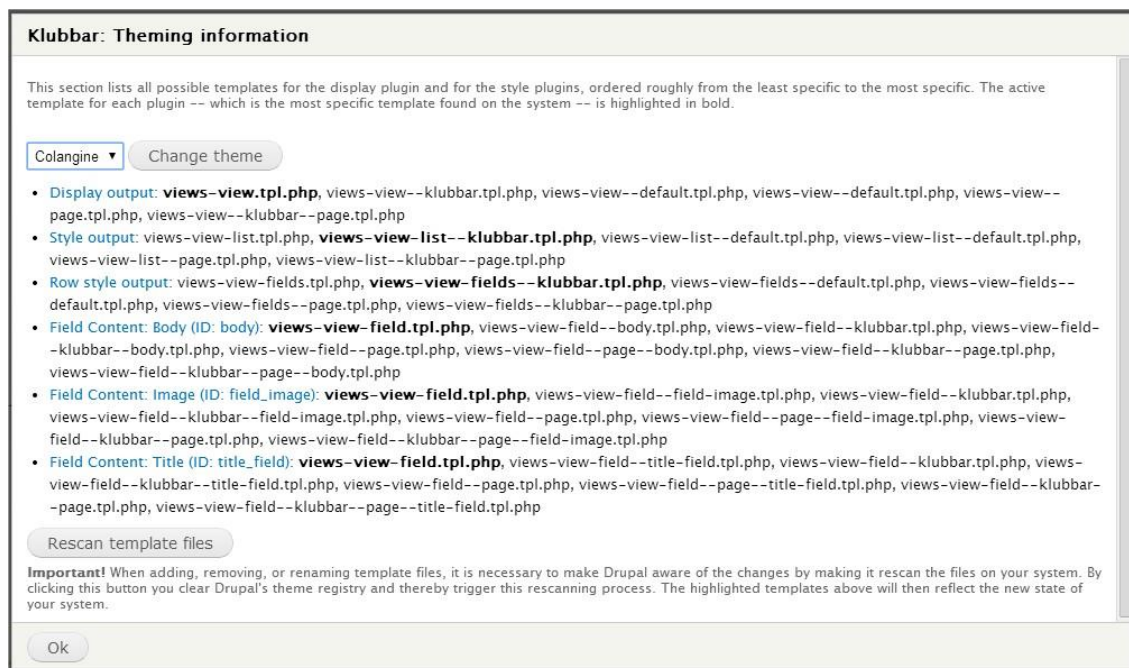 Klubbar: Theming information
This section lists all possible templates for the display plugin and for the style plugins, ordered roughly from the least specific to the most specific. The active
template for each plugin -- which is the most specific template found on the system -- is highlighted in bold.
Colangine ▼ Change theme
• Display output: views-view.tpl.php, views-view--klubbar.tpl.php, views-view--default.tpl.php, views-view--default.tpl.php, views-view--
page.tpl.php, views-view--klubbar--page.tpl.php
• Style output: views-view-list.tpl.php, views-view-list--klubbar.tpl.php, views-view-list--default.tpl.php, views-view-list--default.tpl.php,
views-view-list--page.tpl.php, views-view-list--klubbar--page.tpl.php
• Row style output: views-view-fields.tpl.php, views-view-fields--klubbar.tpl.php, views-view-fields--default.tpl.php, views-view-fields--
default.tpl.php, views-view-fields--page.tpl.php, views-view-fields--klubbar--page.tpl.php
• Field Content: Body (ID: body): views-view-field.tpl.php, views-view-field--body.tpl.php, views-view-field--klubbar.tpl.php, views-view-field-
-klubbar--body.tpl.php, views-view-field--page.tpl.php, views-view-field--page--body.tpl.php, views-view-field--klubbar--page.tpl.php,
views-view-field--klubbar--page--body.tpl.php
• Field Content: Image (ID: field_image): views-view-field.tpl.php, views-view-field--field-image.tpl.php, views-view-field--klubbar.tpl.php,
views-view-field--klubbar--field-image.tpl.php, views-view-field--page.tpl.php, views-view-field--page--field-image.tpl.php, views-view-
field--klubbar--page.tpl.php, views-view-field--klubbar--page--field-image.tpl.php
• Field Content: Title (ID: title_field): views-view-field.tpl.php, views-view-field--title-field.tpl.php, views-view-field--klubbar.tpl.php, views-
view-field--klubbar--title-field.tpl.php, views-view-field--page.tpl.php, views-view-field--page--title-field.tpl.php, views-view-field--klubbar-
-page.tpl.php, views-view-field--klubbar--page--title-field.tpl.php
Rescan template files
Important! When adding, removing, or renaming template files, it is necessary to make Drupal aware of the changes by making it rescan the files on your system. By
clicking this button you clear Drupal's theme registry and thereby trigger this rescanning process. The highlighted templates above will then reflect the new state of
your system.
Ok